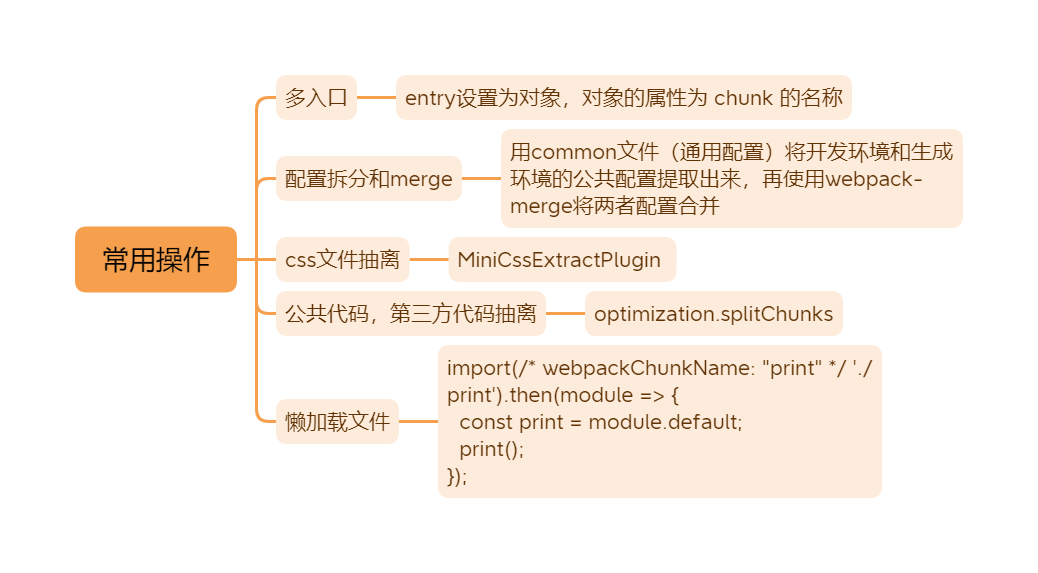 常用操作
多入口
entry设置为对象，对象的属性为 chunk 的名称
配置拆分和merge
用common文件（通用配置）将开发环境和生成
环境的公共配置提取出来，再使用webpack-
merge将两者配置合并
css文件抽离
MiniCssExtractPlugin
公共代码，第三方代码抽离
optimization.splitChunks
懒加载文件
import(/* webpackChunkName: "print" */ './
print').then(module => {
  const print = module.default;
  print();
});